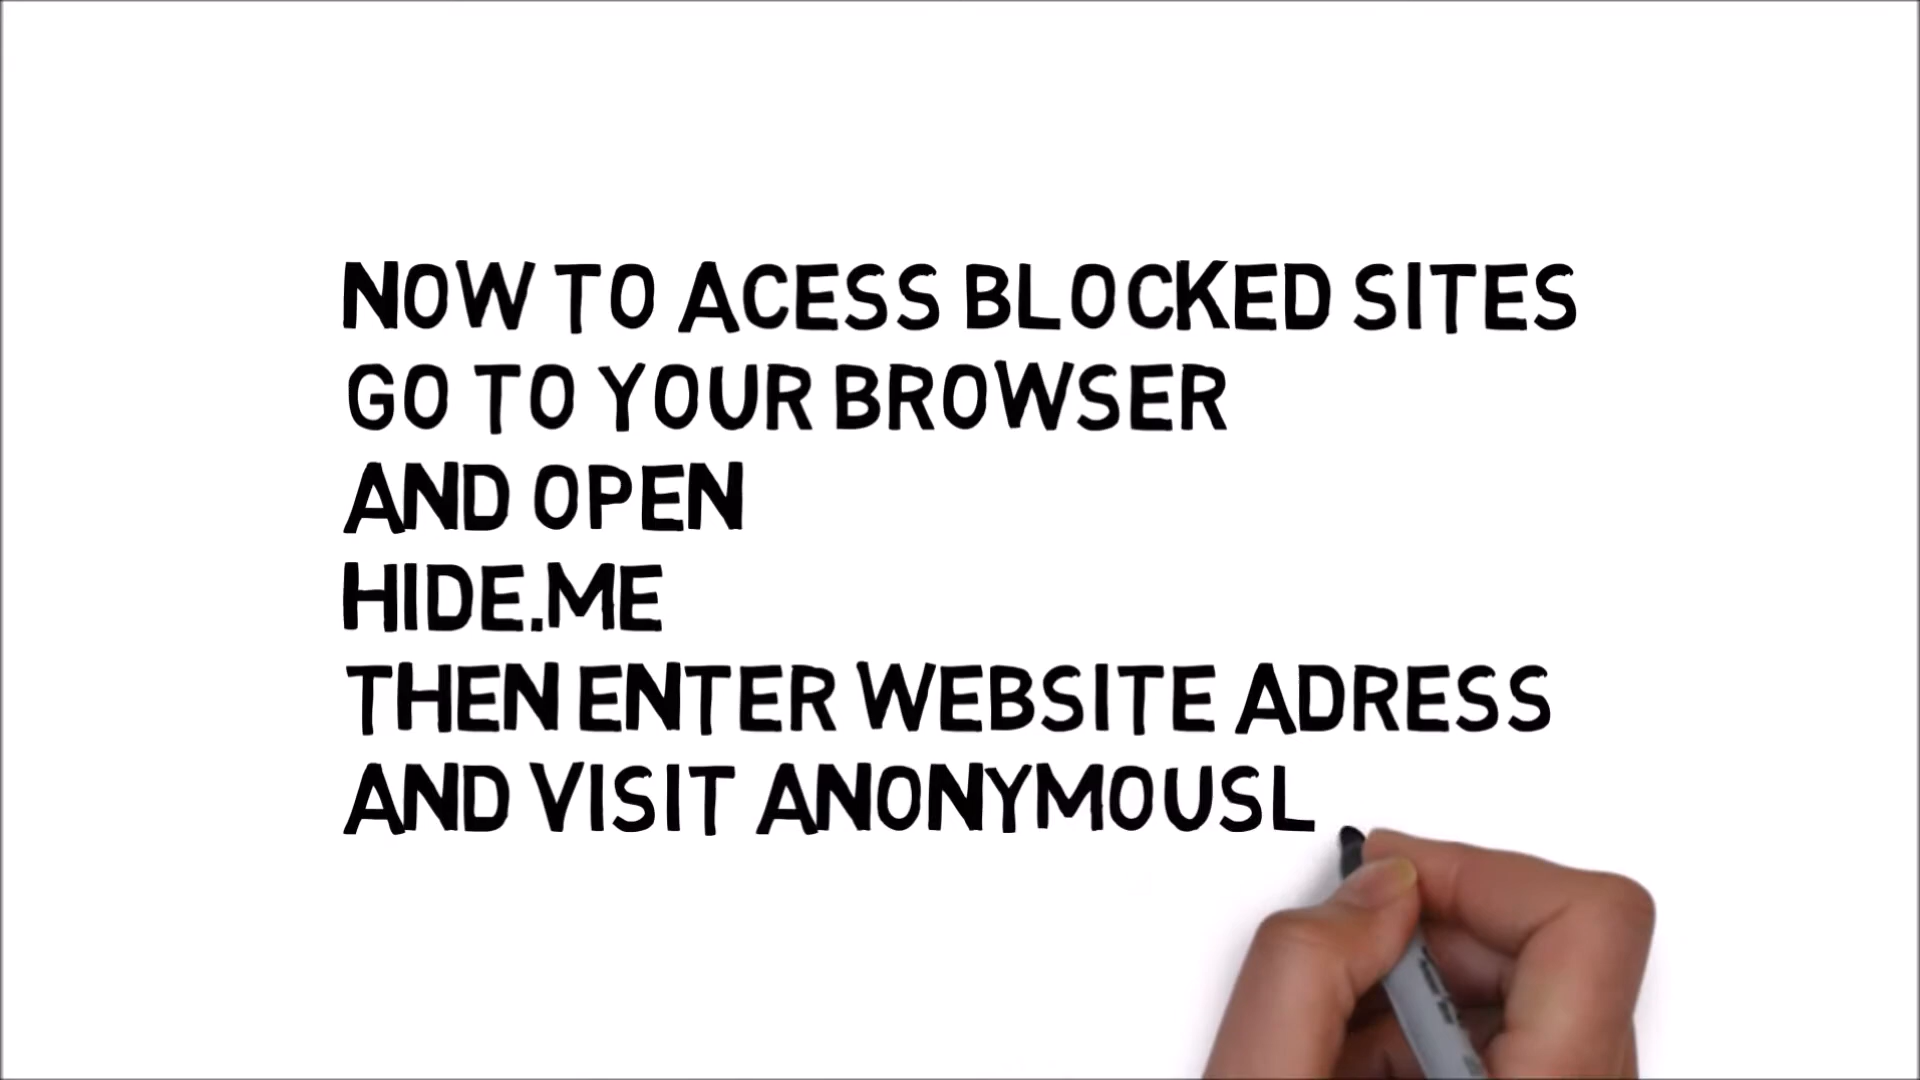 NOW TO ACESS BLOCKED SITES
GO TO YOUR BROWSER
AND OPEN
HIDE.ME
THEN ENTER WEBSITE ADRESS
AND VISIT ANONYMOUSL